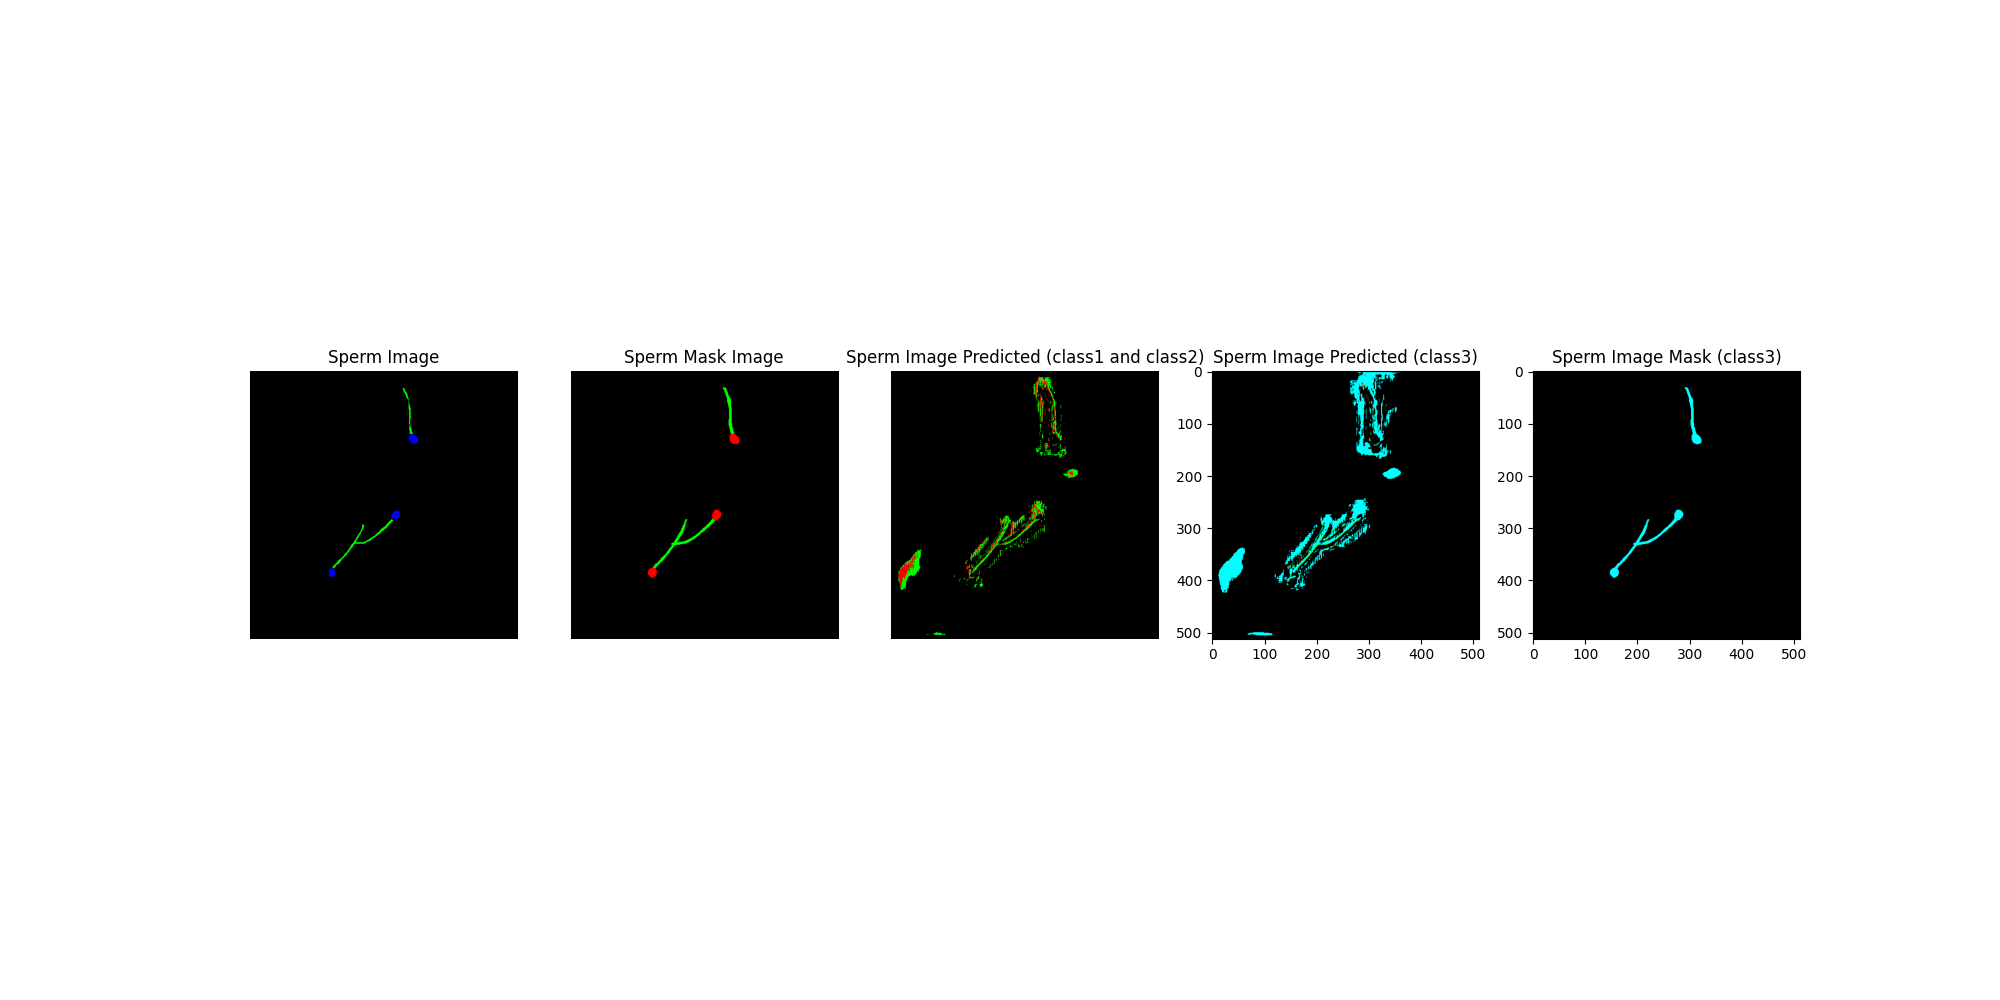 Sperm Image
Sperm Mask Image
Sperm Image Predicted (class1 and class2)
Sperm Image Predicted (class3)
Sperm Image Mask (class3)
0
100
200
300
400
500
0 100 200 300 400 500
0
100
200
300
400
500
0 100 200 300 400 500